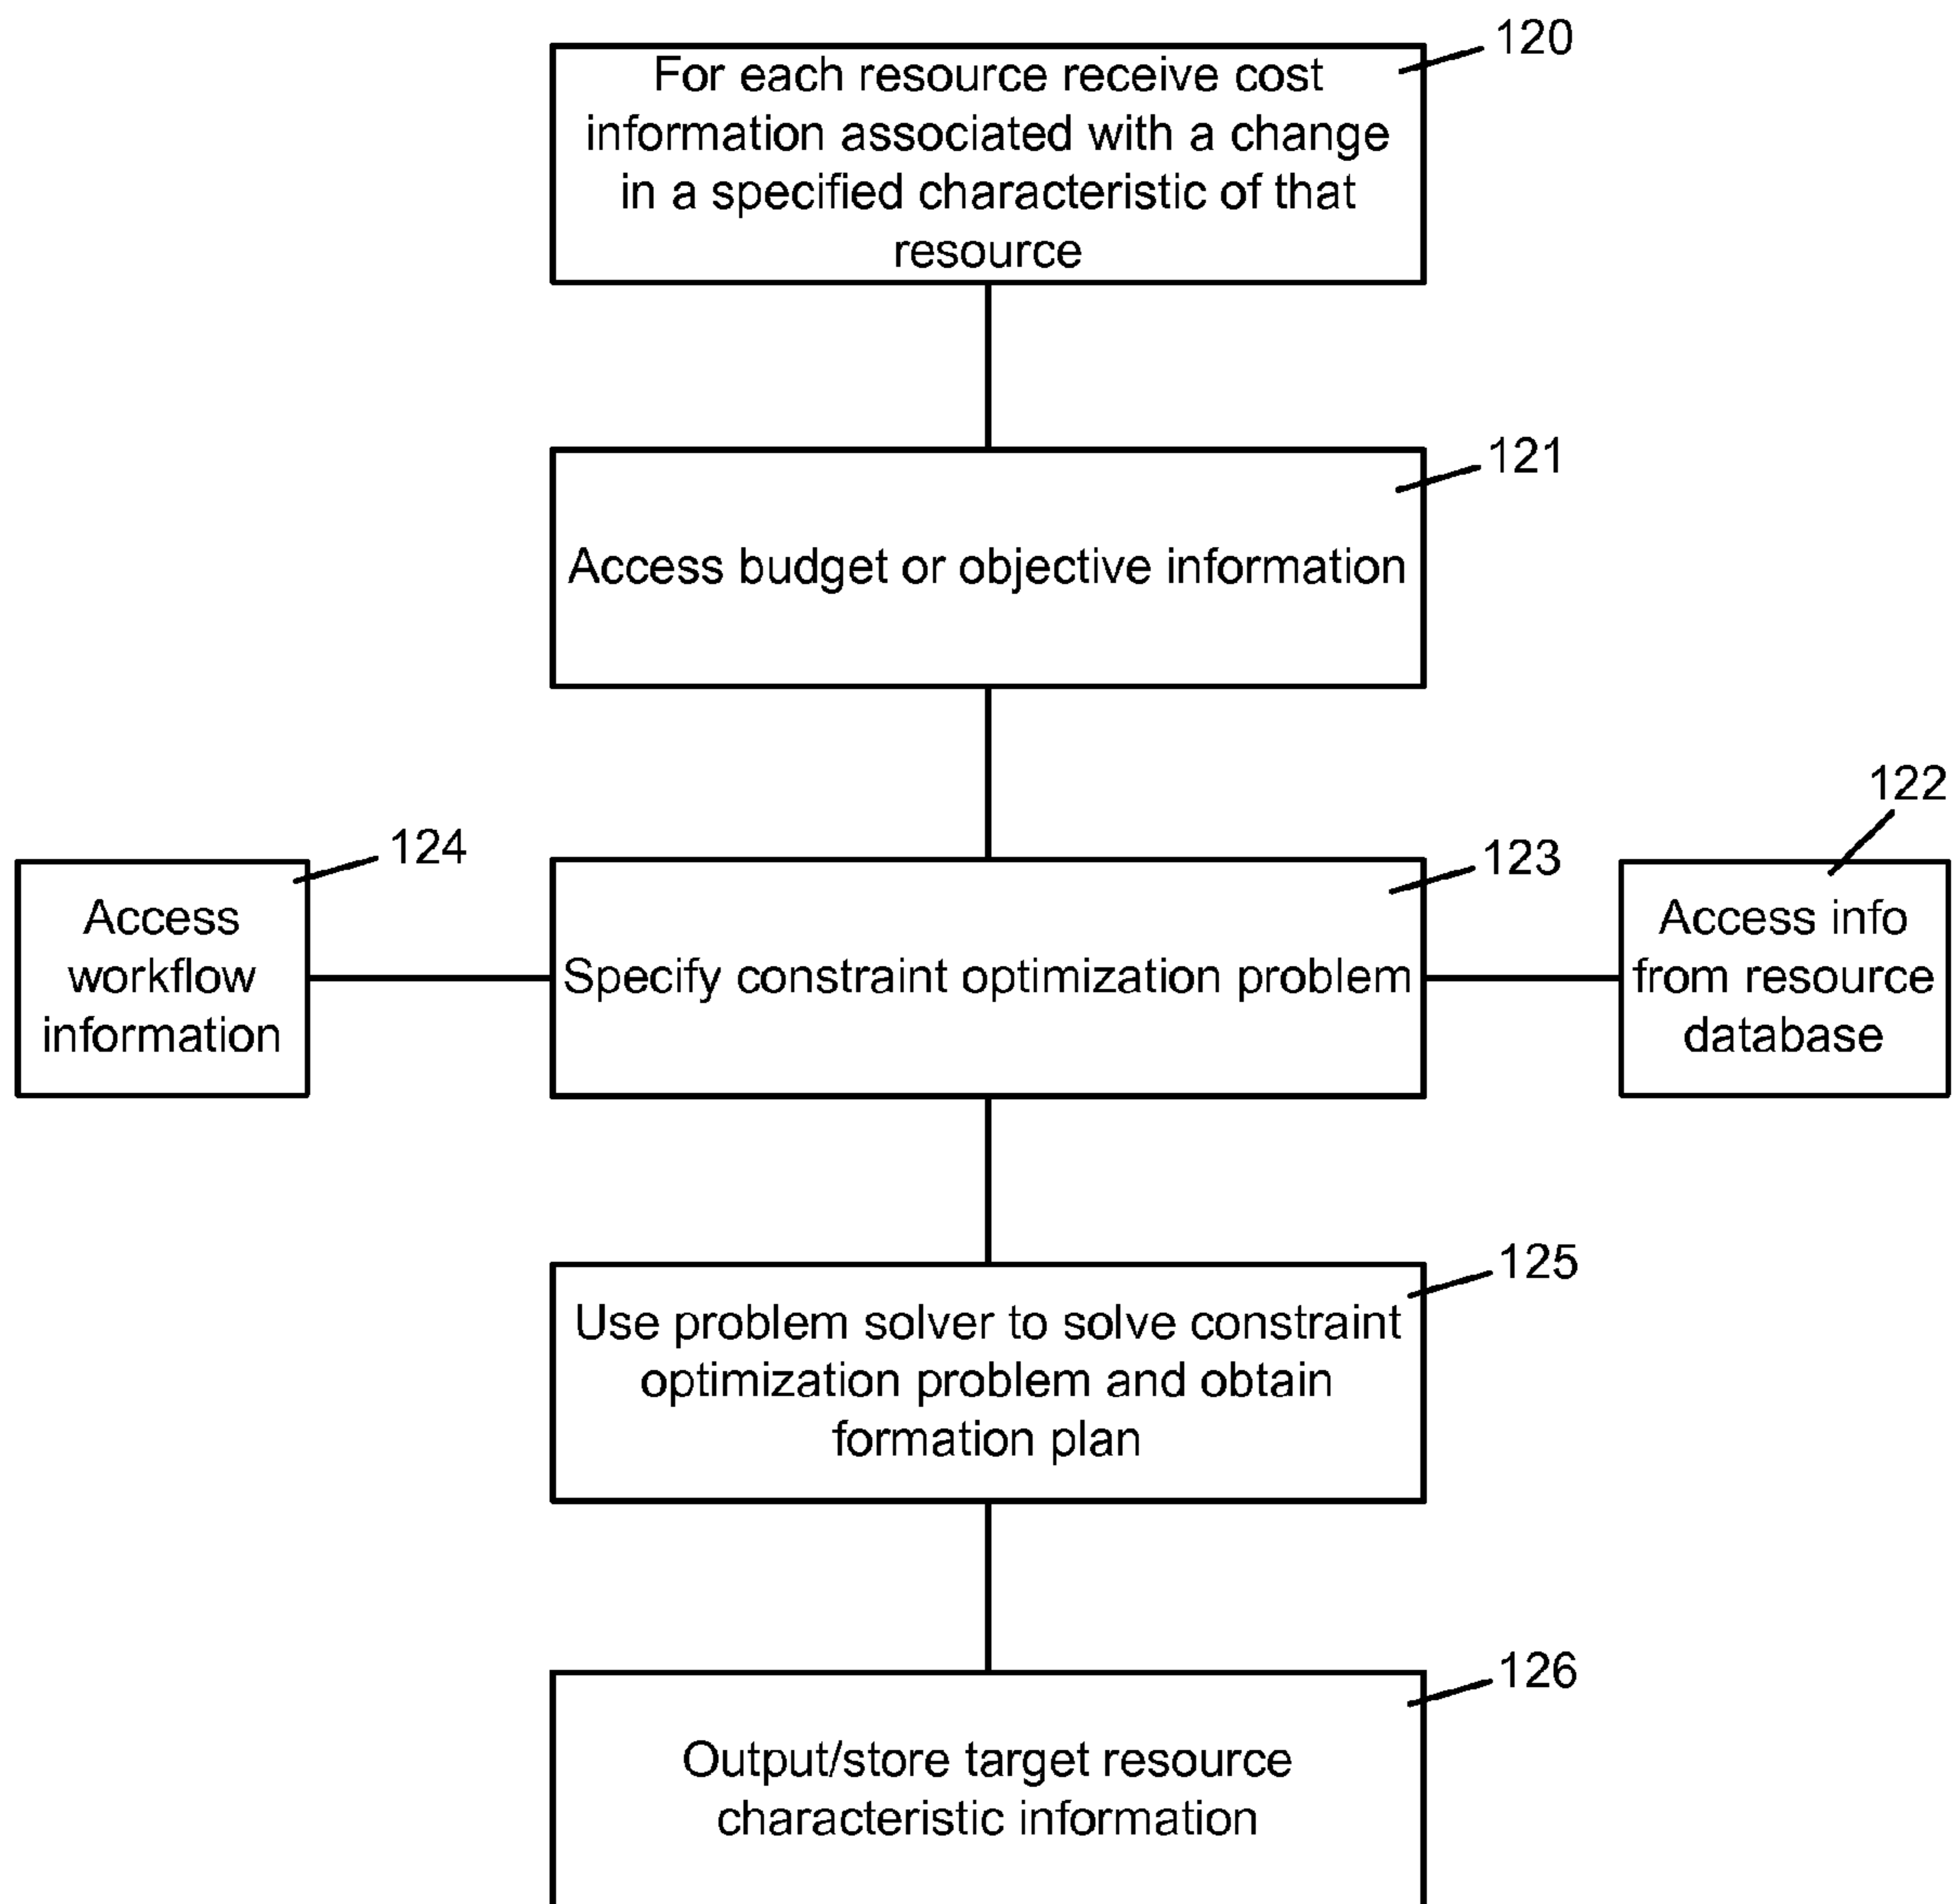 120
For each resource receive cost
information associated with a change
in a specified characteristic of that
resource
121
Access budget or objective information
122
124
123
Access
workflow
information
Specify constraint optimization problem
Access info
from resource
database
125
Use problem solver to solve constraint
optimization problem and obtain
formation plan
126
Output/store target resource
characteristic information